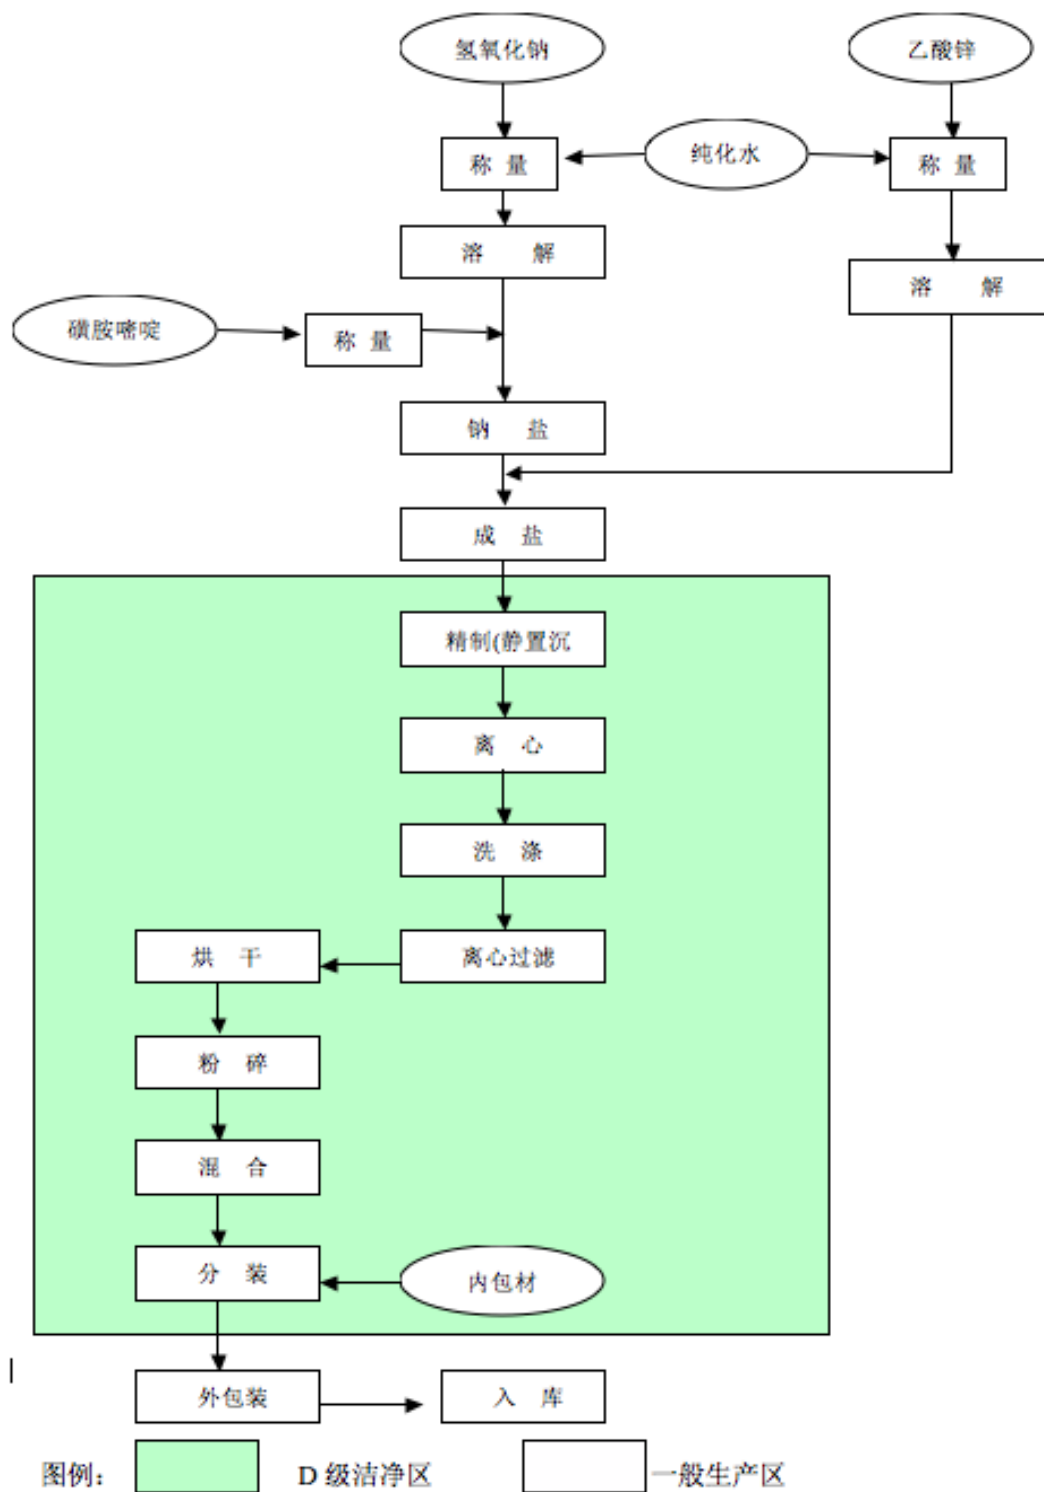 氢氧化钠
乙酸锌
纯化水
称 量
称 量
溶 解
溶 解
磺胺嘧啶
称 量
钠 盐
成 盐
精制(静置沉
离 心
洗 涤
烘 干
离心过滤
粉 碎
混 合
分 装
内包材
外包装
入 库
图例： D 级洁净区 一般生产区